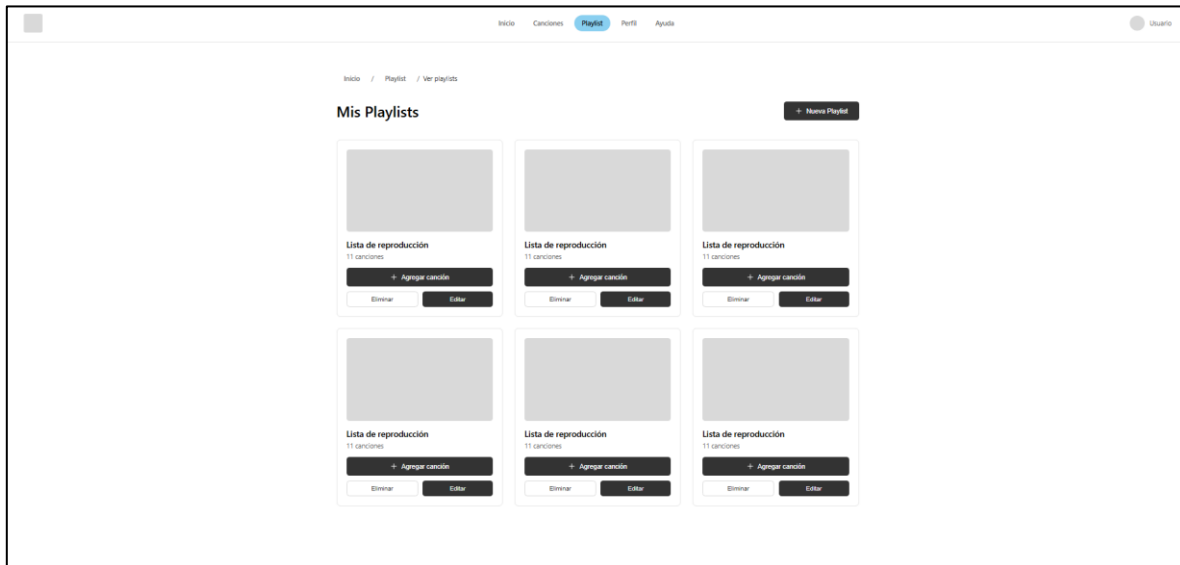 Inicio Canciones Playlist Perfil Ayuda Usuario
Inicio / Playlist / Ver playlists
Mis Playlists + Nueva Playlist
Lista de reproducción Lista de reproducción Lista de reproducción
11 canciones 11 canciones 11 canciones
+ Agregar canción + Agregar canción + Agregar canción
Eliminar Editar Eliminar Editar Eliminar Editar
Lista de reproducción Lista de reproducción Lista de reproducción
11 canciones 11 canciones 11 canciones
+ Agregar canción + Agregar canción + Agregar canción
Eliminar Editar Eliminar Editar Eliminar Editar